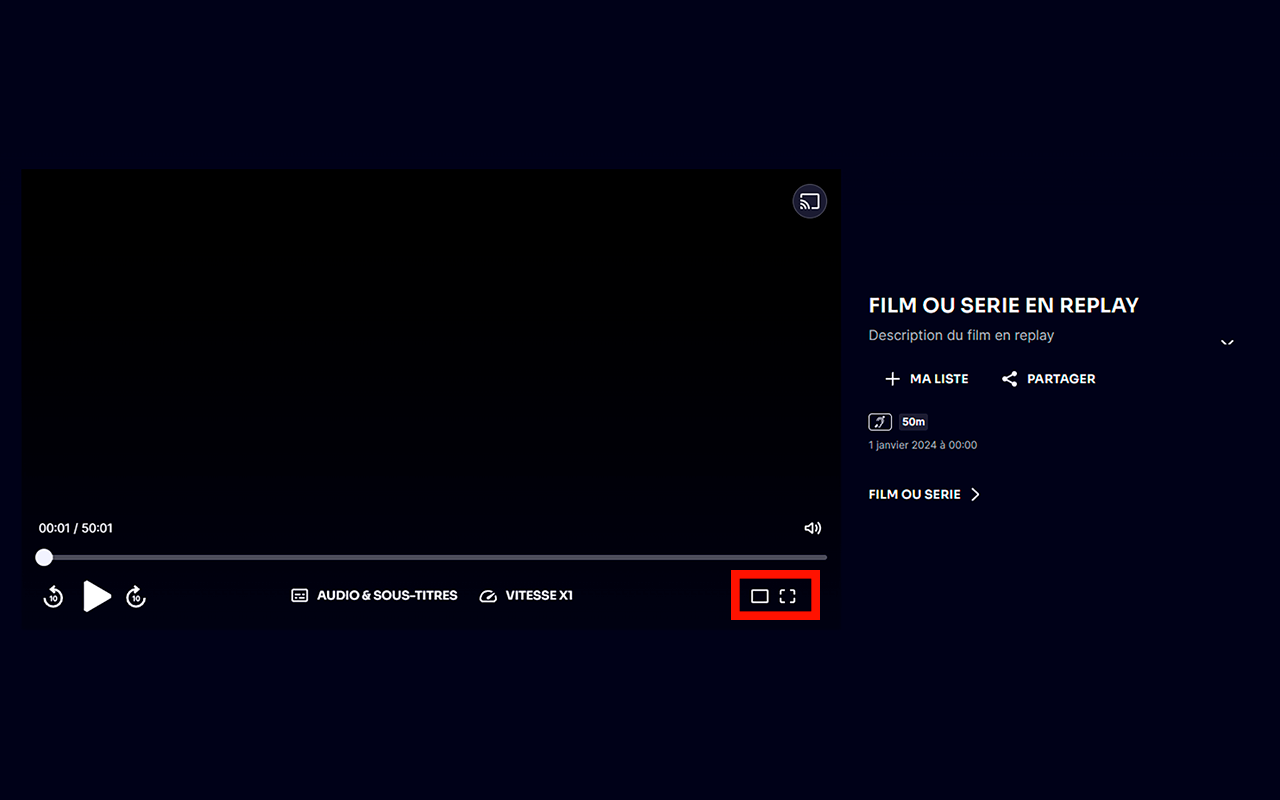 FILM OU SERIE EN REPLAY
Description du film en replay
MA LISTE
PARTAGER
50m
1 janvier 2024 à 00:00
FILM OU SERIE
00:01 / 50:01
10
10
AUDIO & SOUS-TITRES
VITESSE X1